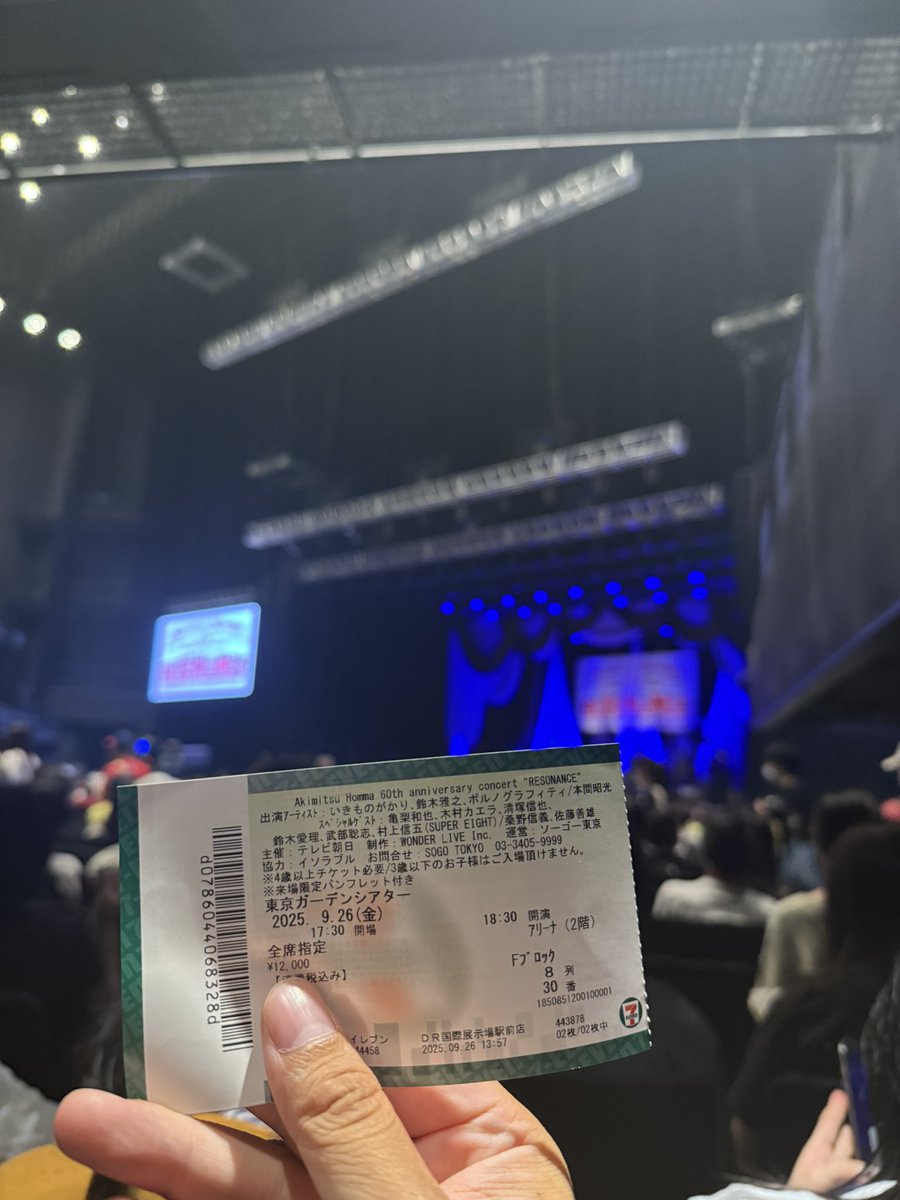 Akimitsu Homma 60th anniversary concert "RESONANCE"
出演ｱｰﾃｨｽﾄ：いきものがかり、鈴木雅之、ポルノグラフィティ/本間昭光
ｽﾍﾟｼｬﾙｹﾞｽﾄ：亀梨和也、木村カエラ、清塚信也、
鈴木愛理、武部聡志、村上信五(SUPER EIGHT)/桑野信義、佐藤善雄
主催：テレビ朝日 制作：WONDER LIVE Inc. 運営：ソーゴー東京
協力：イソラブル お問合せ：SOGO TOKYO 03-3405-9999
※4歳以上チケット必要/3歳以下のお子様はご入場頂けません。
※来場限定パンフレット付き
東京ガーデンシアター
2025. 9.26(金)
17:30 開場
18:30 開演
アリーナ (2階)
全席指定
¥12,000
Fﾌﾞﾛｯｸ
8 列
30 番
1850851200100001
イレブン
44458
DR国際展示場駅前店
2025.09.26 13:57
443878
02枚/02枚中
d0786044068328d